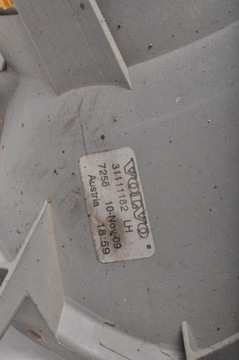 VOLVO
31111182 LH
7258 10-Nov-09
Austria 18:59